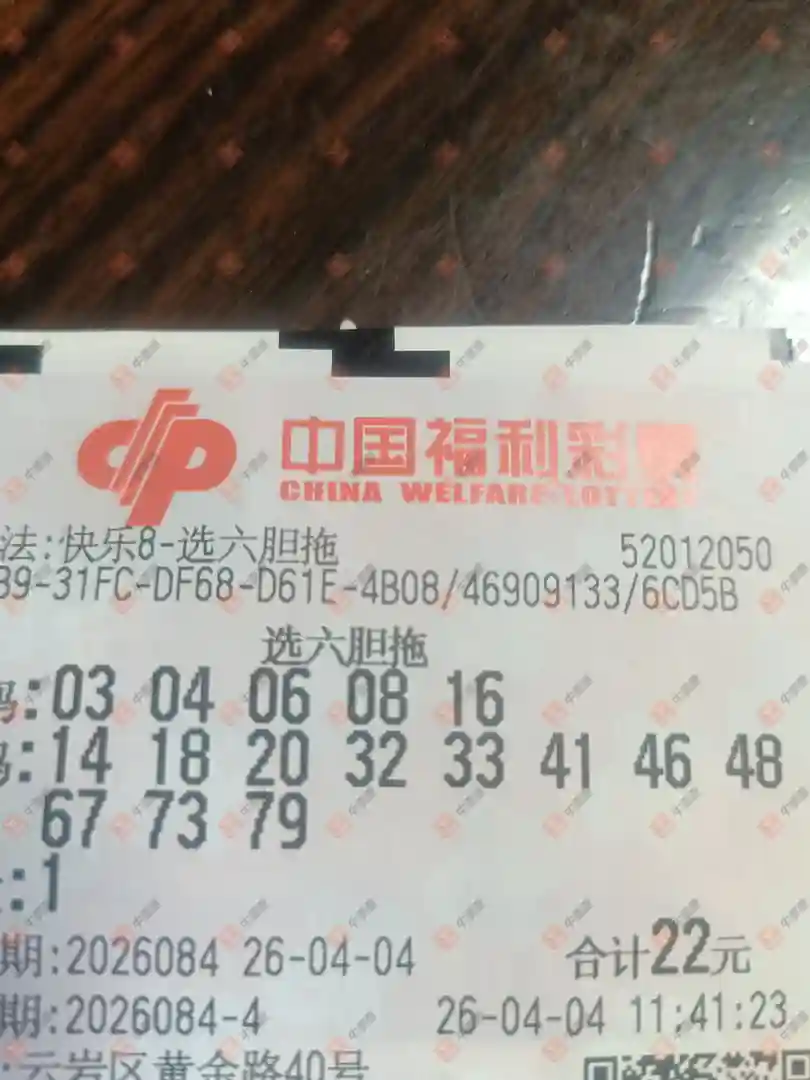 中国福利彩票
CHINA WELFARE LOTTERY
法:快乐8-选六胆拖 52012050
39-31FC-DF68-D61E-4B08/46909133/6CD5B
选六胆拖
码:03 04 06 08 16
码:14 18 20 32 33 41 46 48
67 73 79
:1
期:2026084 26-04-04 合计22元
期:2026084-4 26-04-04 11:41:23
:云岩区黄金路40号